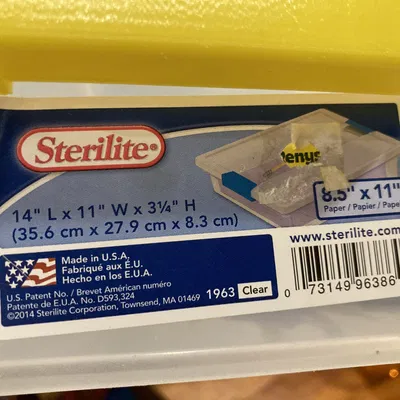 Sterilite®
14" L x 11" W x 3¼" H
(35.6 cm x 27.9 cm x 8.3 cm)
8.5" x 11"
Paper / Papier / Pa
www.sterilite.com
Made in U.S.A.
Fabriqué aux É.U.
Hecho en los E.U.A.
U.S. Patent No./ Brevet Américan numéro
Patente de E.U.A. No. D593,324
©2014 Sterilite Corporation, Townsend, MA 01469
1963 Clear
0 73149 96386